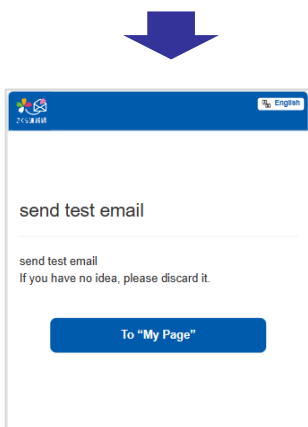 さくら連絡網
English
send test email
send test email
If you have no idea, please discard it.
To “My Page”